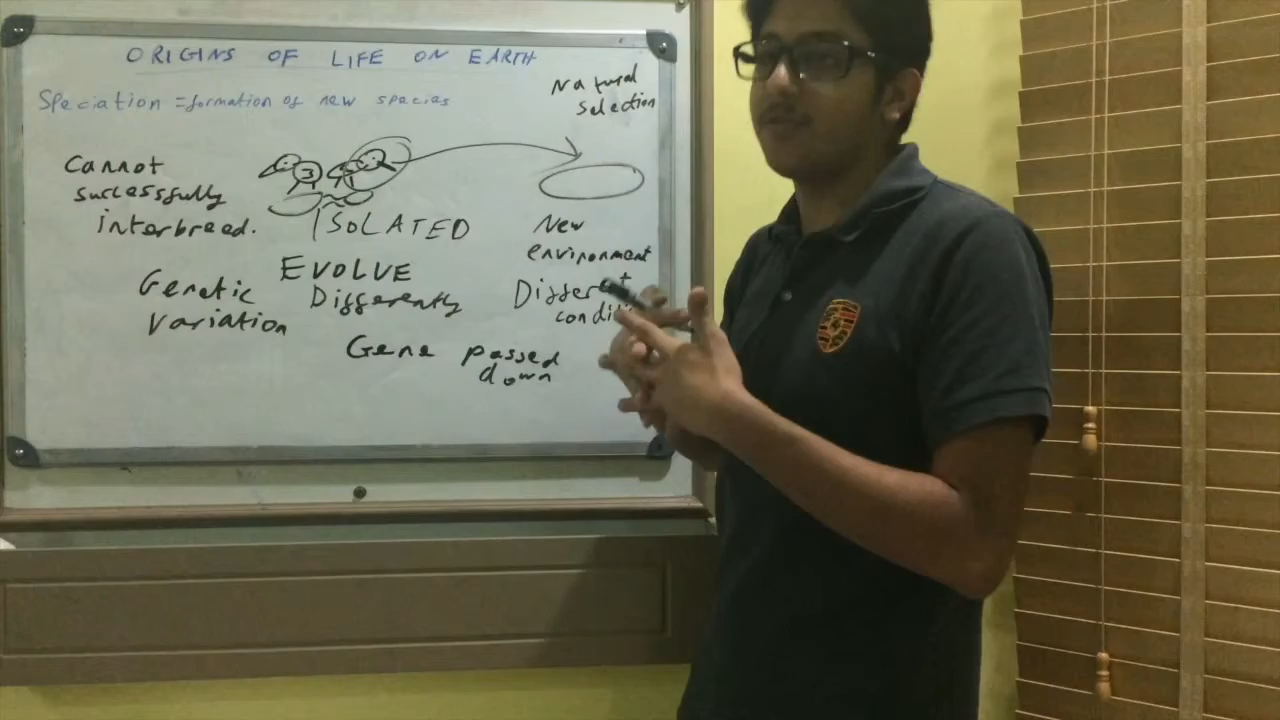 ORIGINS OF LIFE ON EARTH
Speciation = formation of new species
Natural
selection
Cannot
successfully
interbreed.
ISOLATED
New
environment
EVOLVE
Differently
Genetic
variation
Different
Gene passed
down